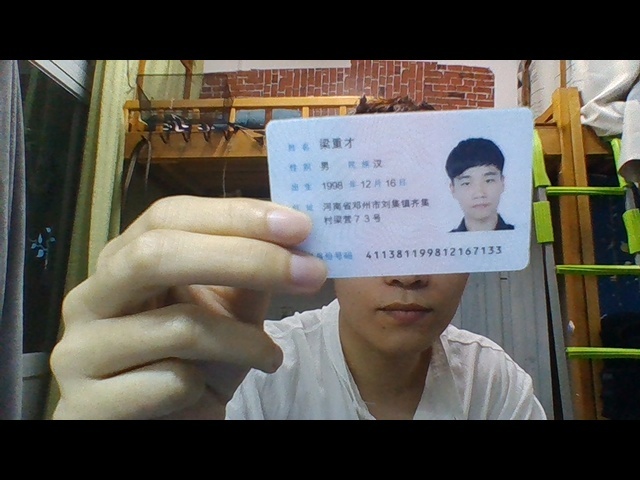 姓名 梁重才
性别 男 民族 汉
出生 1998 年 12 月 16 日
住址 河南省邓州市刘集镇齐集
村梁营73号
身份号码 411381199812167133